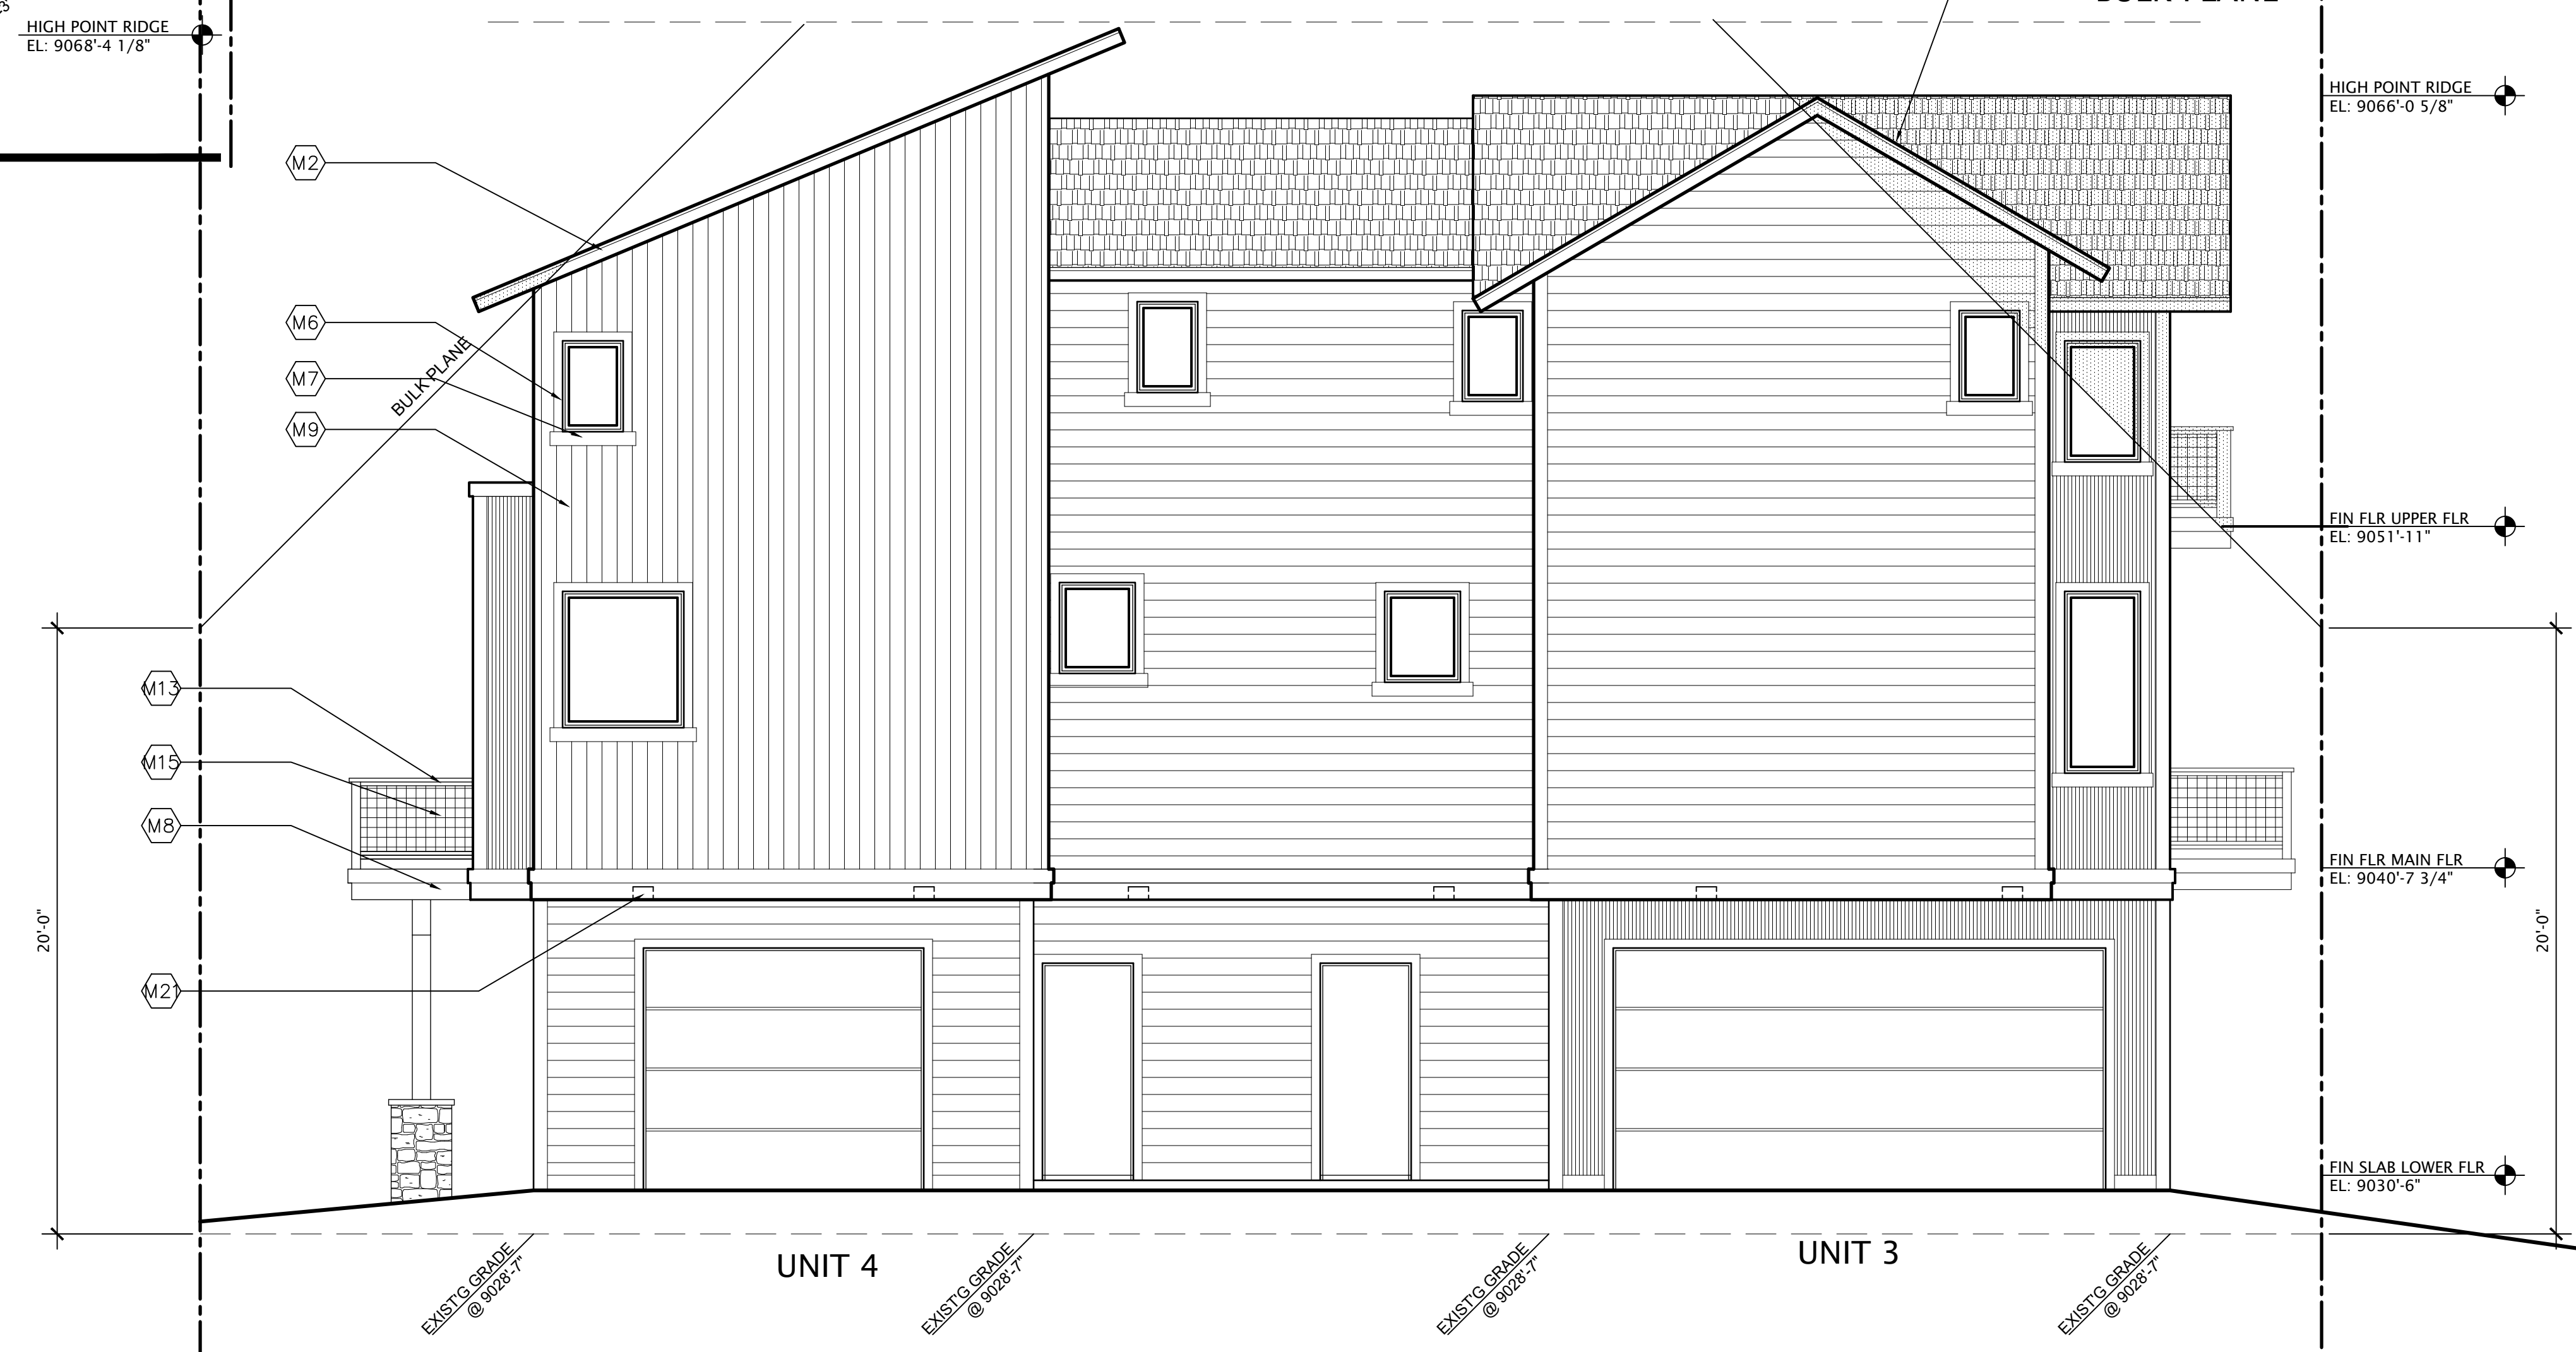 HIGH POINT RIDGE
EL: 9068'-4 1/8"
BULK PLANE
HIGH POINT RIDGE
EL: 9066'-0 5/8"
M2
M6
M7
M9
BULK PLANE
FIN FLR UPPER FLR
EL: 9051'-11"
M13
M15
M8
M21
20'-0"
20'-0"
FIN FLR MAIN FLR
EL: 9040'-7 3/4"
FIN SLAB LOWER FLR
EL: 9030'-6"
EXIST'G GRADE
@ 9028'-7"
UNIT 4
EXIST'G GRADE
@ 9028'-7"
EXIST'G GRADE
@ 9028'-7"
UNIT 3
EXIST'G GRADE
@ 9028'-7"